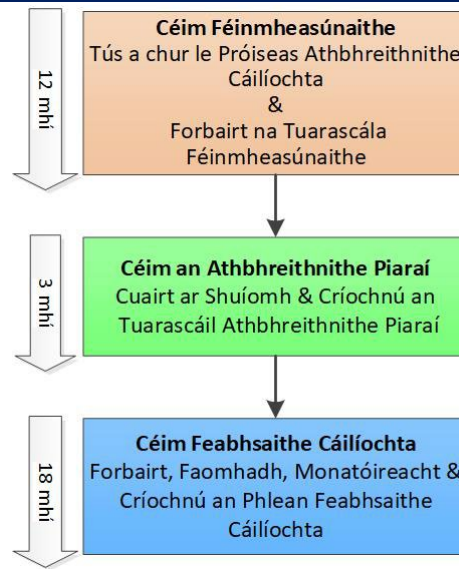 12 mhí
Céim Féinmheasúnaithe
Tús a chur le Próiseas Athbhreithnithe
Cáilíochta
&
Forbairt na Tuarascála
Féinmheasúnaithe
3 mhí
Céim an Athbhreithnithe Piaraí
Cuairt ar Shuíomh & Críochnú an
Tuarascáil Athbhreithnithe Piaraí
18 mhí
Céim Feabhsaithe Cáilíochta
Forbairt, Faomhadh, Monatóireacht &
Críochnú an Phlean Feabhsaithe
Cáilíochta